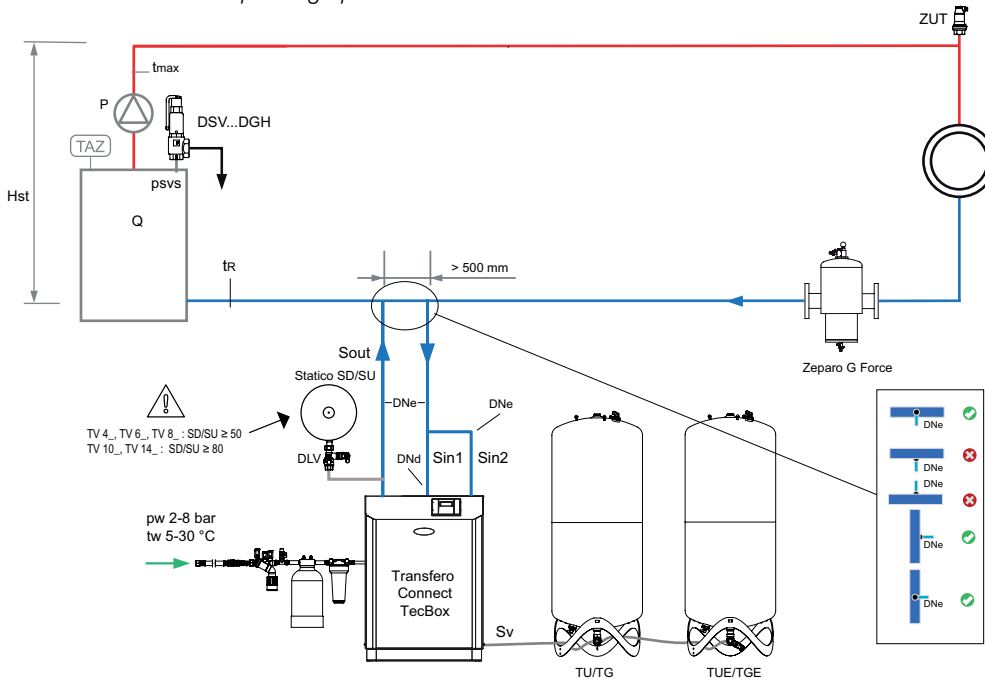 ZUT
tmax
P
DSV...DGH
TAZ
psvs
Hst
Q
tR
> 500 mm
Sout
Zeparo G Force
Statico SD/SU
DNe
DNe
TV 4_, TV 6_, TV 8_ : SD/SU ≥ 50
TV 10_, TV 14_ : SD/SU ≥ 80
DLV
DNd
Sin1
Sin2
DNe
DNe
DNe
DNe
DNe
pw 2-8 bar
tw 5-30 °C
Transfero
Connect
TecBox
Sv
TU/TG
TUE/TGE